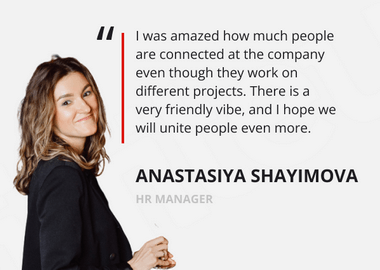 “
I was amazed how much people
are connected at the company
even though they work on
different projects. There is a
very friendly vibe, and I hope we
will unite people even more.
ANASTASIYA SHAYIMOVA
HR MANAGER